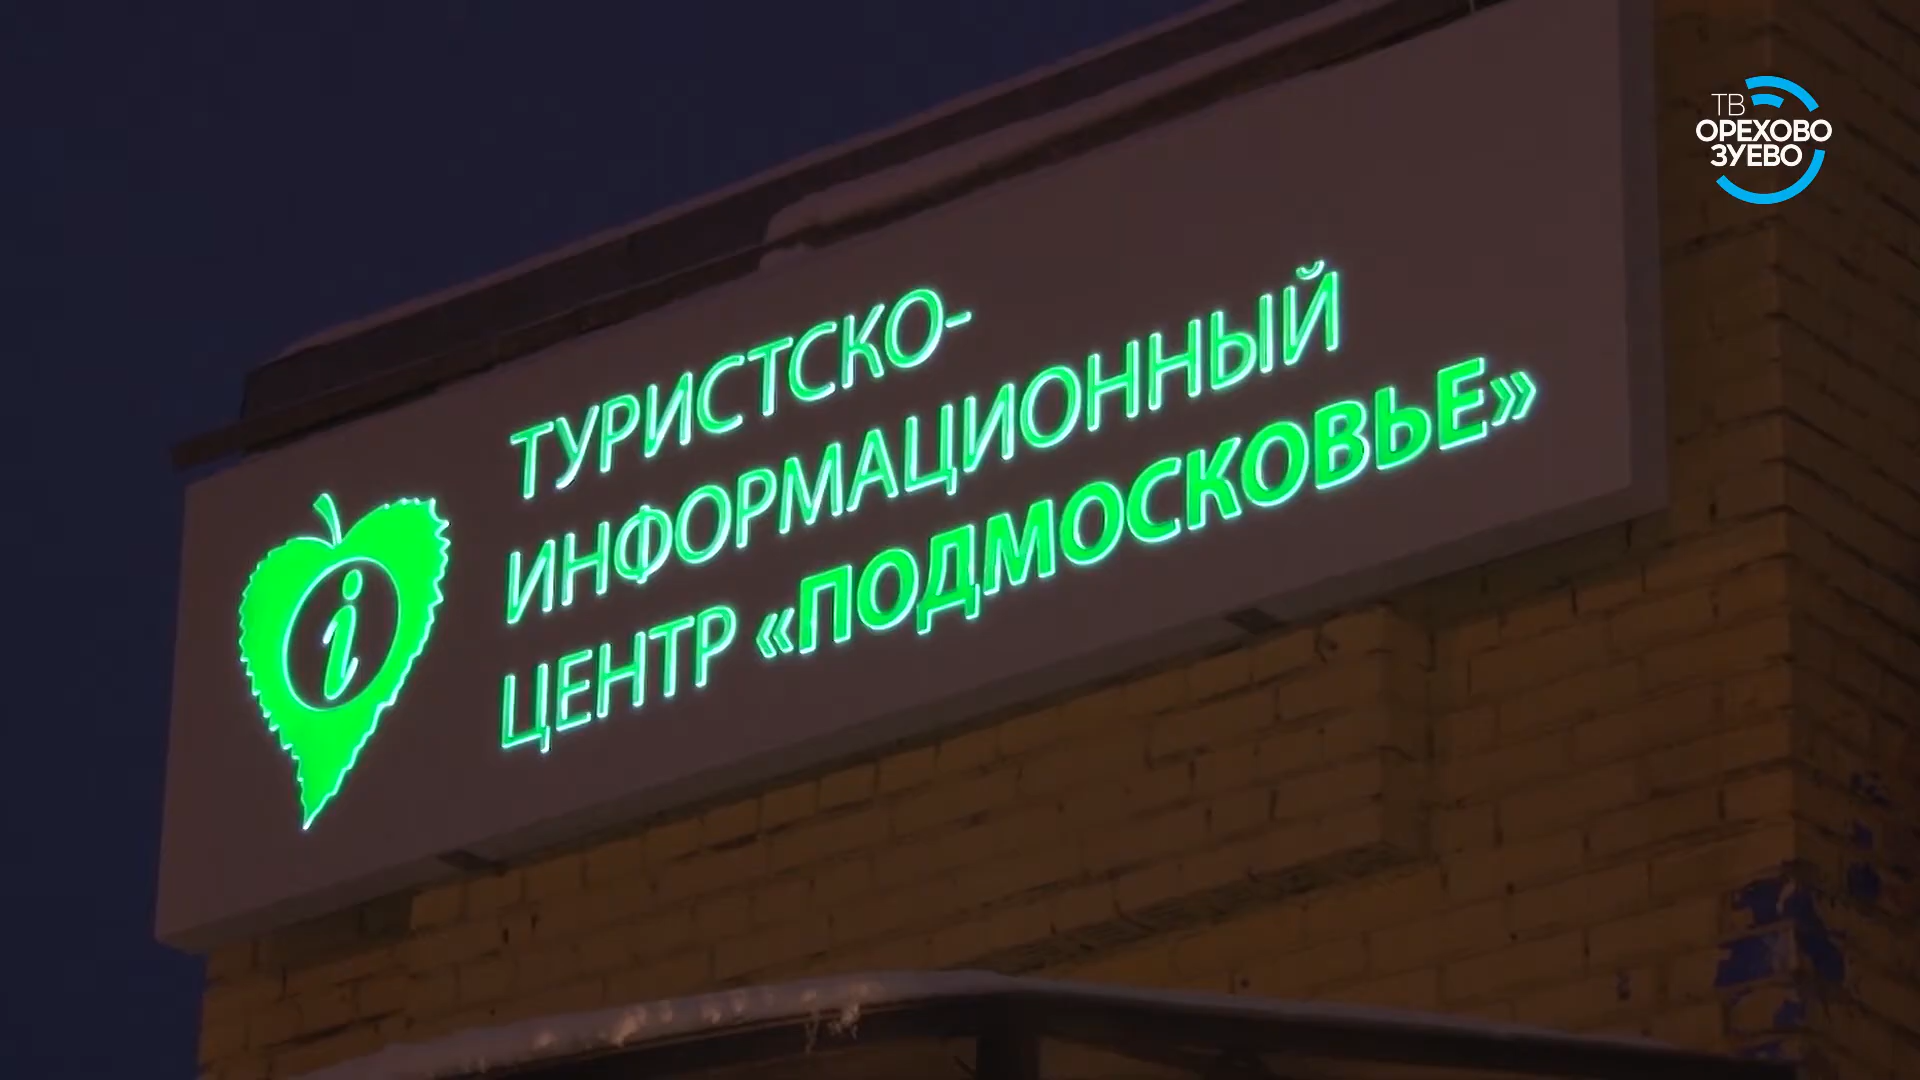 ТВ
ОРЕХОВО
ЗУЕВО
ТУРИСТСКО-
ИНФОРМАЦИОННЫЙ
ЦЕНТР «ПОДМОСКОВЬЕ»
i